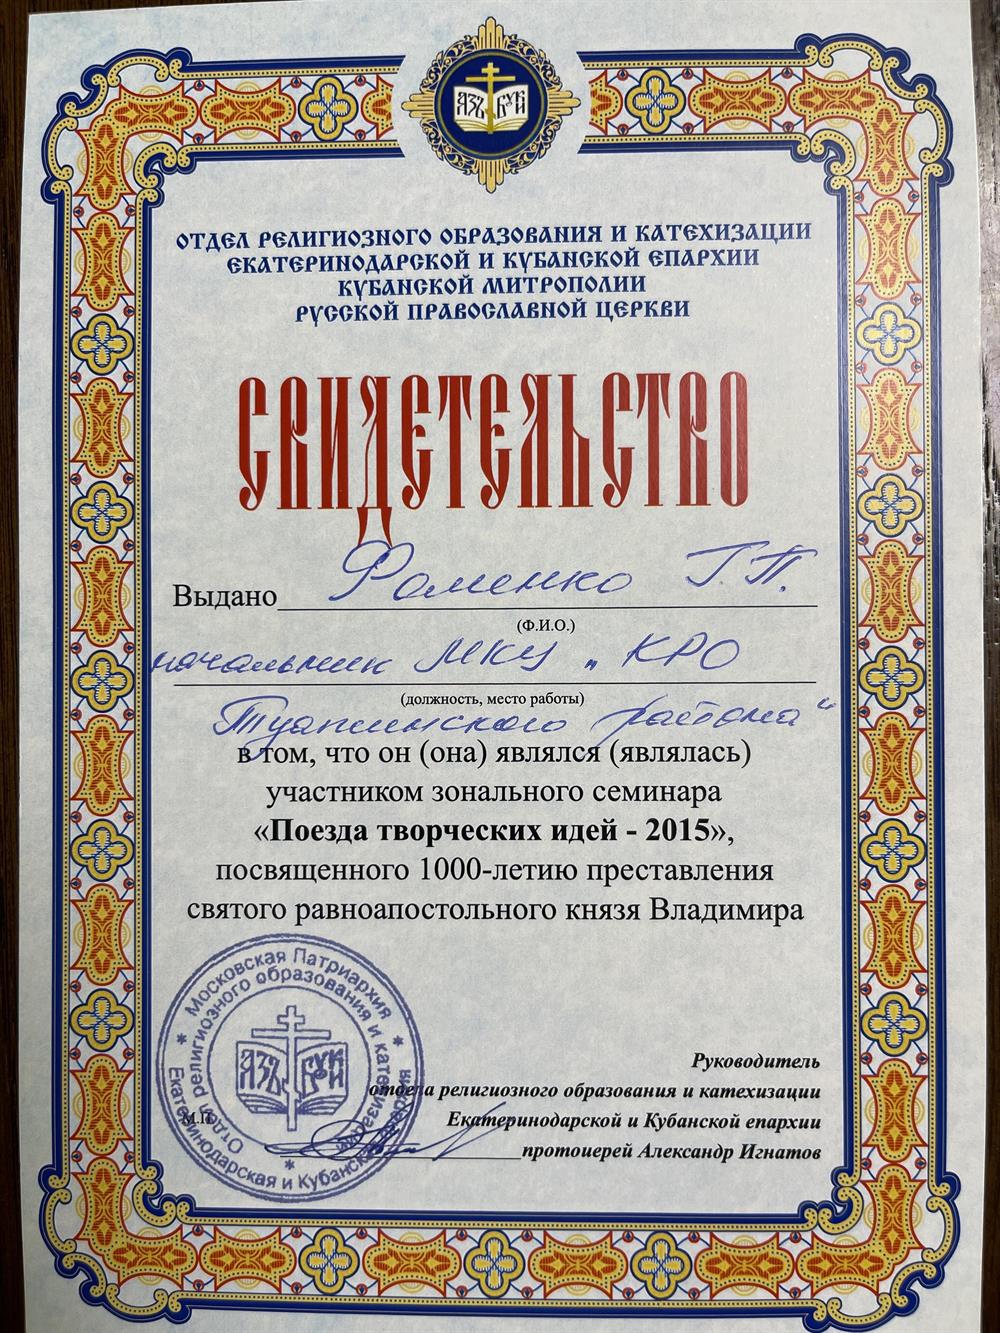 АЗЪ БУКИ
ОТДЕЛ РЕЛИГИОЗНОГО ОБРАЗОВАНИЯ И КАТЕХИЗАЦИИ
ЕКАТЕРИНОДАРСКОЙ И КУБАНСКОЙ ЕПАРХИИ
КУБАНСКОЙ МИТРОПОЛИИ
РУССКОЙ ПРАВОСЛАВНОЙ ЦЕРКВИ
СВИДЕТЕЛЬСТВО
Выдано Фоменко Г.П.
(Ф.И.О.)
начальник МКУ „КРО
(должность, место работы)
Туапсинского района“
в том, что он (она) являлся (являлась)
участником зонального семинара
«Поезда творческих идей - 2015»,
посвященного 1000-летию преставления
святого равноапостольного князя Владимира
Московская Патриархия
Екатеринодарская и Кубанская епархия
Отдел религиозного образования и катехизации
АЗЪ БУКИ
М.П.
Руководитель
отдела религиозного образования и катехизации
Екатеринодарской и Кубанской епархии
протоиерей Александр Игнатов